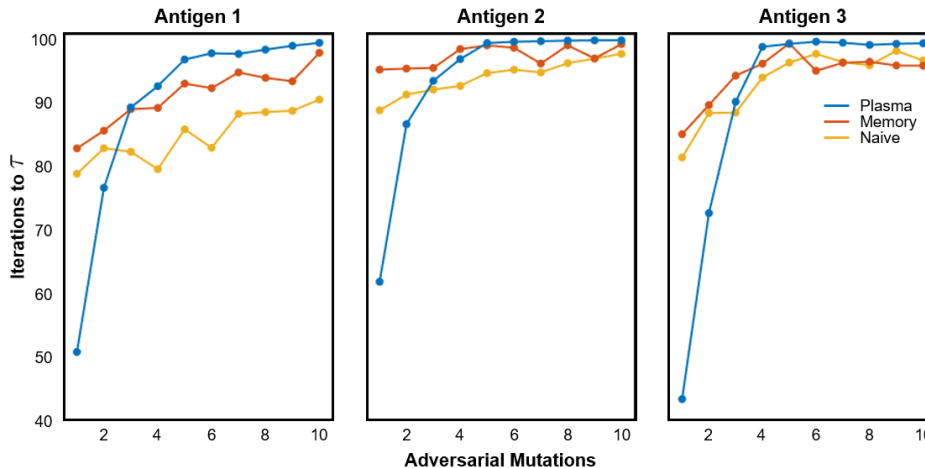 Antigen 1 Antigen 2 Antigen 3
100
90
80
70
60
50
40
Iterations to τ
Plasma
Memory
Naive
2 4 6 8 10 2 4 6 8 10 2 4 6 8 10
Adversarial Mutations